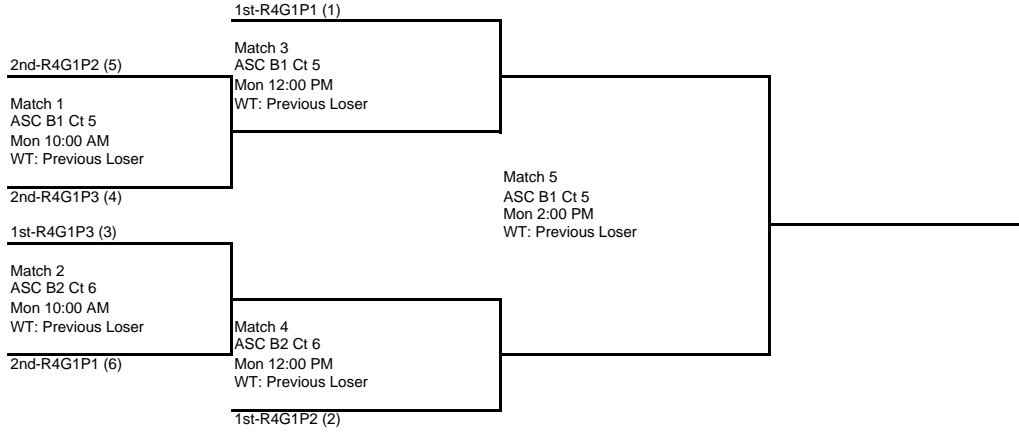 1st-R4G1P1 (1)
Match 3
ASC B1 Ct 5
Mon 12:00 PM
WT: Previous Loser
2nd-R4G1P2 (5)
Match 1
ASC B1 Ct 5
Mon 10:00 AM
WT: Previous Loser
2nd-R4G1P3 (4)
Match 5
ASC B1 Ct 5
Mon 2:00 PM
WT: Previous Loser
1st-R4G1P3 (3)
Match 2
ASC B2 Ct 6
Mon 10:00 AM
WT: Previous Loser
2nd-R4G1P1 (6)
Match 4
ASC B2 Ct 6
Mon 12:00 PM
WT: Previous Loser
1st-R4G1P2 (2)